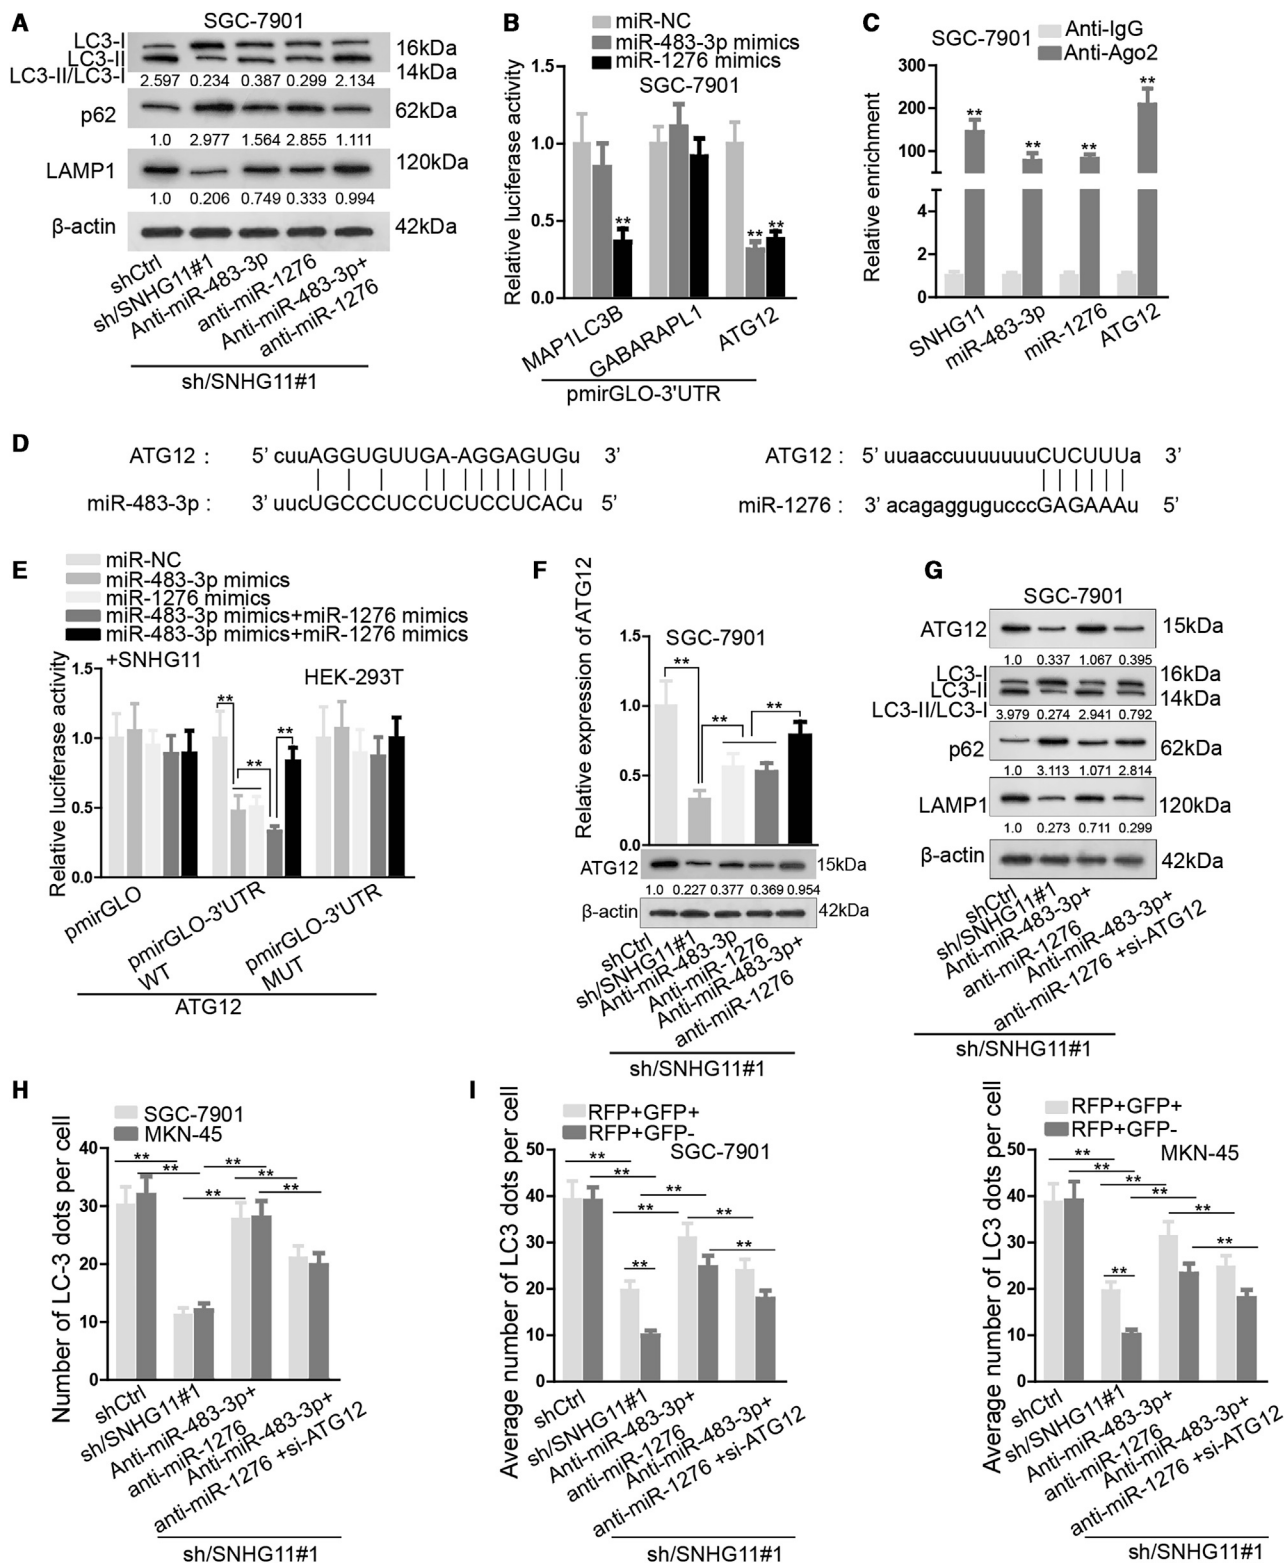 A
SGC-7901
LC3-I
LC3-II
LC3-II/LC3-I
16kDa
14kDa
2.597 0.234 0.387 0.299 2.134
p62
62kDa
1.0 2.977 1.564 2.855 1.111
LAMP1
120kDa
1.0 0.206 0.749 0.333 0.994
β-actin
42kDa
shCtrl
sh/SNHG11#1
Anti-miR-483-3p
anti-miR-1276
Anti-miR-483-3p+
anti-miR-1276
sh/SNHG11#1
B
miR-NC
miR-483-3p mimics
miR-1276 mimics
SGC-7901
Relative luciferase activity
1.5
1.0
0.5
0.0
**
** **
MAP1LC3B
GABARAPL1
ATG12
pmirGLO-3'UTR
C
Anti-IgG
Anti-Ago2
SGC-7901
Relative enrichment
300
200
100
4
2
0
**
**
**
**
SNHG11
miR-483-3p
miR-1276
ATG12
D
ATG12 : 5' cuuAGGUGUUGA-AGGAGUGu 3'
miR-483-3p : 3' uucUGCCCUCCUCUCCUCACu 5'
ATG12 : 5' uuaaccuuuuuuuCUCUUUa 3'
miR-1276 : 3' acagagguguccCGAGAAAu 5'
E
miR-NC
miR-483-3p mimics
miR-1276 mimics
miR-483-3p mimics+miR-1276 mimics
miR-483-3p mimics+miR-1276 mimics
+SNHG11
HEK-293T
Relative luciferase activity
1.5
1.0
0.5
0.0
**
**
**
pmirGLO
pmirGLO-3'UTR
WT
pmirGLO-3'UTR
MUT
ATG12
F
Relative expression of ATG12
SGC-7901
1.5
1.0
0.5
0.0
**
**
**
ATG12
15kDa
1.0 0.227 0.377 0.369 0.954
β-actin
42kDa
shCtrl
sh/SNHG11#1
Anti-miR-483-3p
Anti-miR-1276
Anti-miR-483-3p+
anti-miR-1276
sh/SNHG11#1
G
SGC-7901
ATG12
15kDa
1.0 0.337 1.067 0.395
LC3-I
LC3-II
LC3-II/LC3-I
16kDa
14kDa
3.979 0.274 2.941 0.792
p62
62kDa
1.0 3.113 1.071 2.814
LAMP1
120kDa
1.0 0.273 0.711 0.299
β-actin
42kDa
shCtrl
sh/SNHG11#1
Anti-miR-483-3p+
anti-miR-1276
Anti-miR-483-3p+
anti-miR-1276 +si-ATG12
sh/SNHG11#1
H
SGC-7901
MKN-45
Number of LC-3 dots per cell
40
30
20
10
0
**
**
**
**
**
**
shCtrl
sh/SNHG11#1
Anti-miR-483-3p+
anti-miR-1276
Anti-miR-483-3p+
anti-miR-1276 +si-ATG12
sh/SNHG11#1
I
RFP+GFP+
RFP+GFP-
SGC-7901
Average number of LC3 dots per cell
50
40
30
20
10
0
**
**
**
**
**
**
**
shCtrl
sh/SNHG11#1
Anti-miR-483-3p+
anti-miR-1276
Anti-miR-483-3p+
anti-miR-1276 +si-ATG12
sh/SNHG11#1
RFP+GFP+
RFP+GFP-
MKN-45
Average number of LC3 dots per cell
50
40
30
20
10
0
**
**
**
**
**
**
**
shCtrl
sh/SNHG11#1
Anti-miR-483-3p+
anti-miR-1276
Anti-miR-483-3p+
anti-miR-1276 +si-ATG12
sh/SNHG11#1